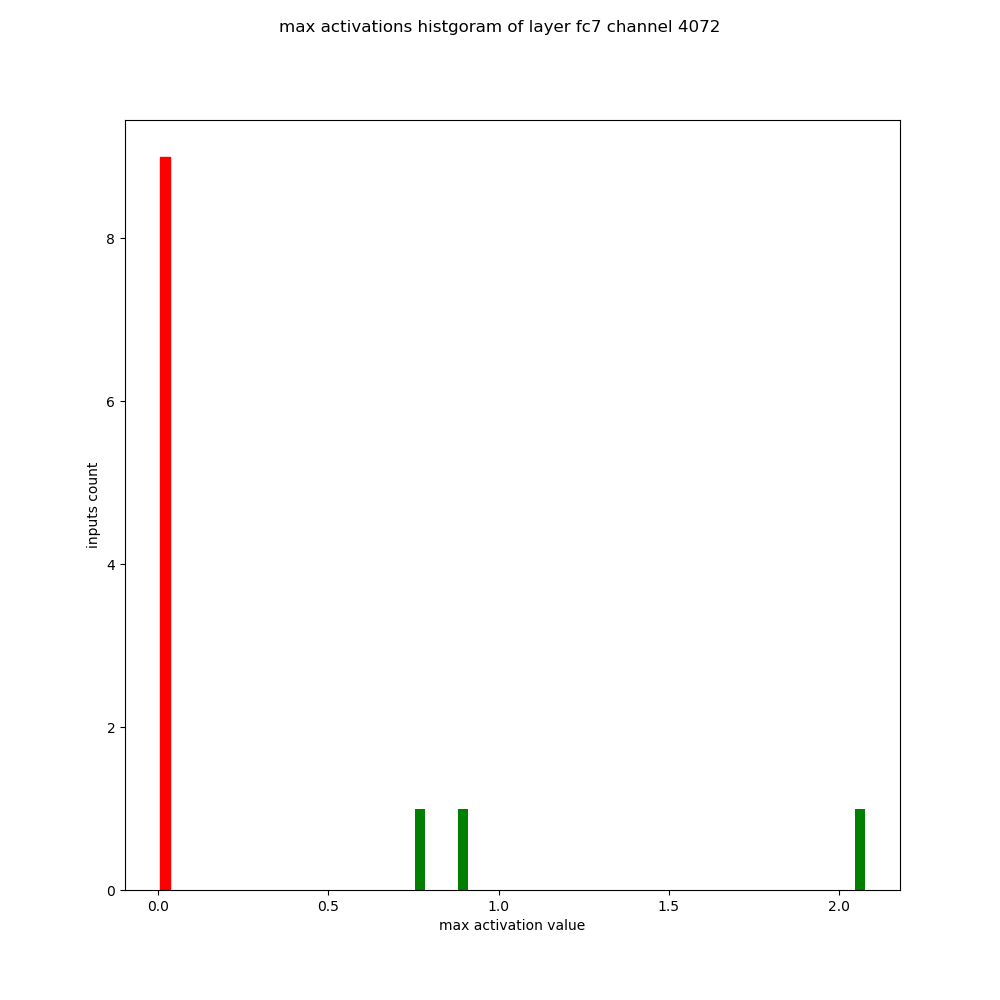 max activations histgoram of layer fc7 channel 4072
8
6
4
2
0
inputs count
0.0 0.5 1.0 1.5 2.0
max activation value